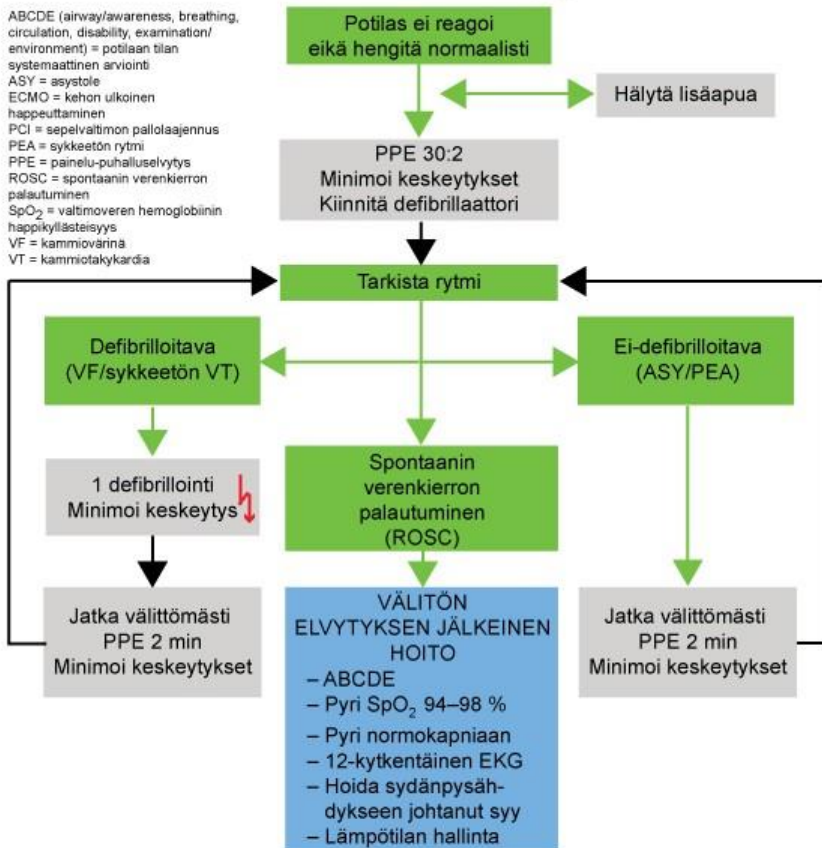 ABCDE (airway/awareness, breathing,
circulation, disability, examination/
environment) = potilaan tilan
systemaattinen arviointi
ASY = asystole
ECMO = kehon ulkoinen
happeuttaminen
PCI = sepelvaltimon pallolaajennus
PEA = sykkeetön rytmi
PPE = painelu-puhalluselvytys
ROSC = spontaanin verenkierron
palautuminen
SpO₂ = valtimoveren hemoglobiinin
happikyllästeisyys
VF = kammiovärinä
VT = kammiotakykardia
Potilas ei reagoi
eikä hengitä normaalisti
Hälytä lisäapua
PPE 30:2
Minimoi keskeytykset
Kiinnitä defibrillaattori
Tarkista rytmi
Defibrilloitava
(VF/sykkeetön VT)
Ei-defibrilloitava
(ASY/PEA)
1 defibrillointi
Minimoi keskeytys
Spontaanin
verenkierron
palautuminen
(ROSC)
Jatka välittömästi
PPE 2 min
Minimoi keskeytykset
VÄLITÖN
ELVYTYKSEN JÄLKEINEN
HOITO
– ABCDE
– Pyri SpO₂ 94–98 %
– Pyri normokapniaan
– 12-kytkentäinen EKG
– Hoida sydänpysäh-
dykseen johtanut syy
– Lämpötilan hallinta
Jatka välittömästi
PPE 2 min
Minimoi keskeytykset